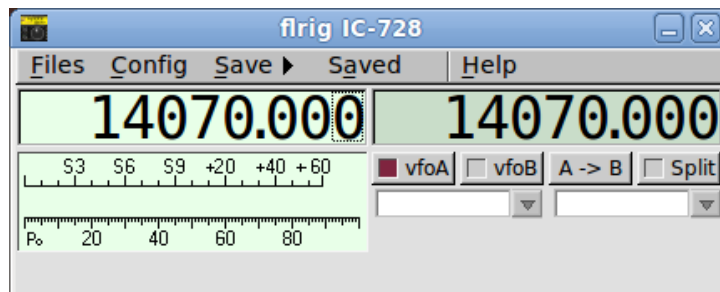 flrig IC-728
Files Config Save Saved Help
14070.000 14070.000
S3 S6 S9 +20 +40 +60
vfoA vfoB A -> B Split
Po 20 40 60 80